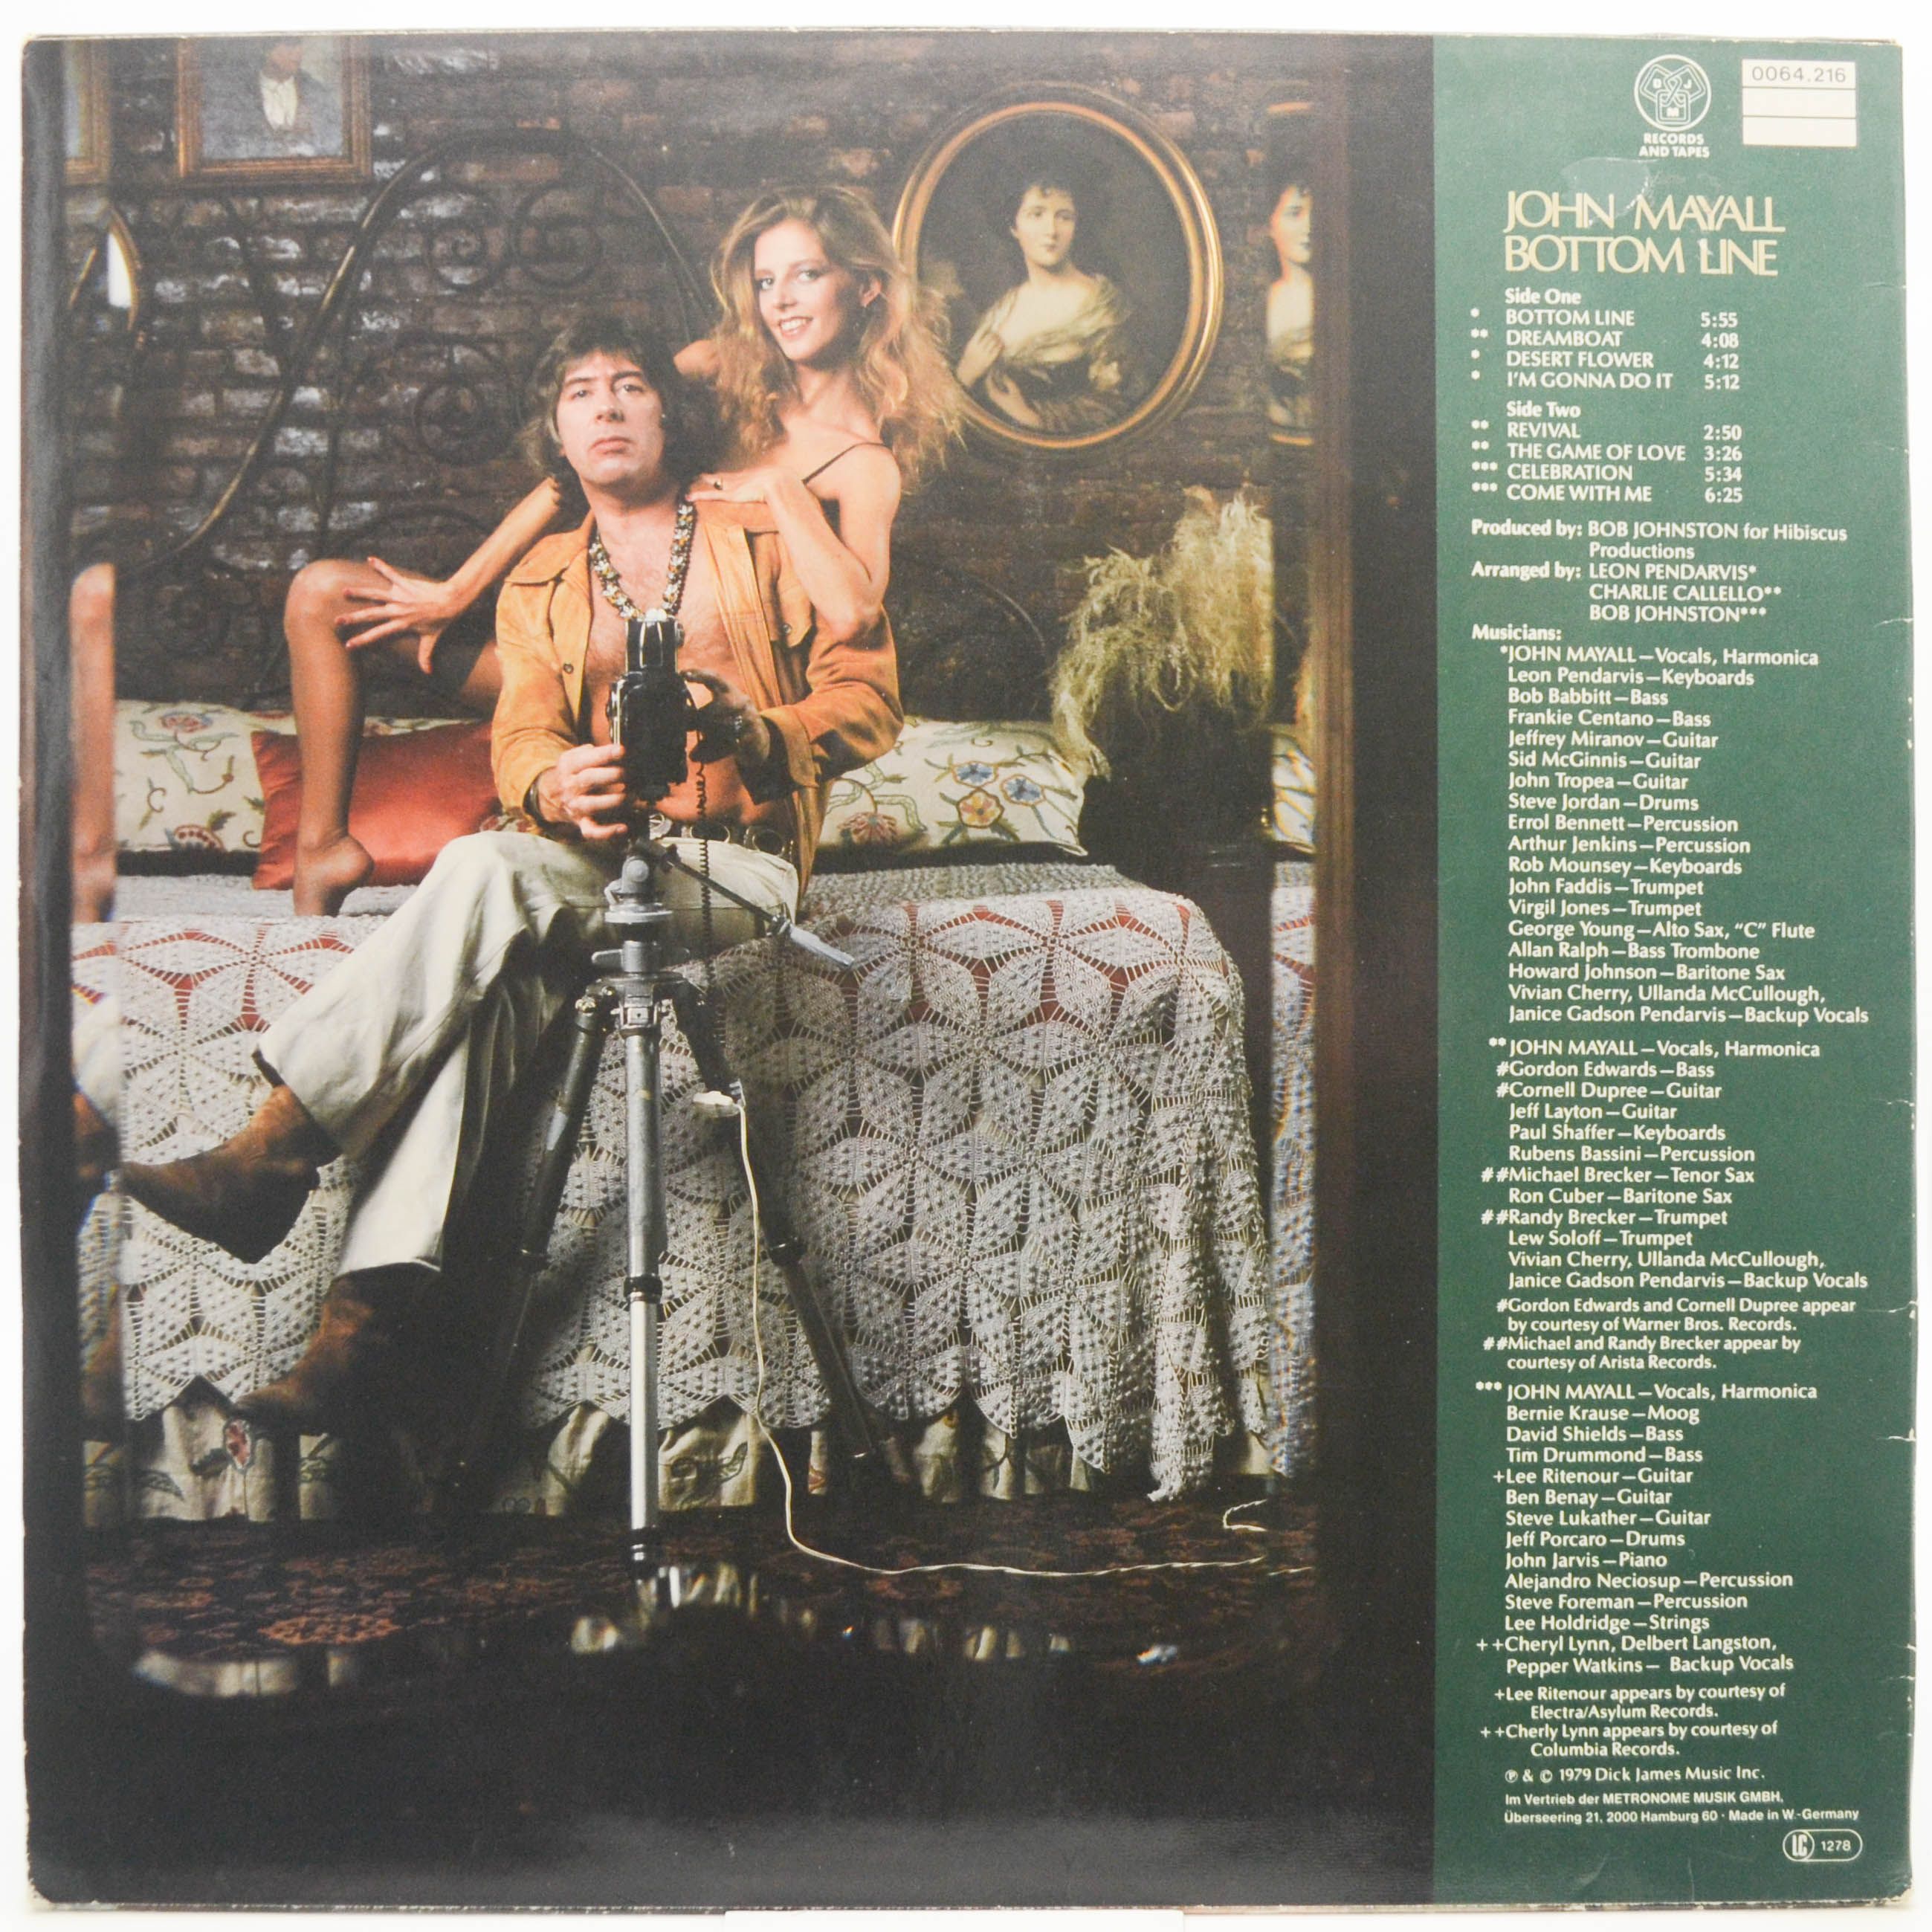 DJM
RECORDS
AND TAPES
0064.216
JOHN MAYALL
BOTTOM LINE
Side One
* BOTTOM LINE 5:55
** DREAMBOAT 4:08
* DESERT FLOWER 4:12
* I'M GONNA DO IT 5:12
Side Two
** REVIVAL 2:50
** THE GAME OF LOVE 3:26
*** CELEBRATION 5:34
*** COME WITH ME 6:25
Produced by: BOB JOHNSTON for Hibiscus
Productions
Arranged by: LEON PENDARVIS*
CHARLIE CALLELLO**
BOB JOHNSTON***
Musicians:
*JOHN MAYALL—Vocals, Harmonica
Leon Pendarvis—Keyboards
Bob Babbitt—Bass
Frankie Centano—Bass
Jeffrey Miranov—Guitar
Sid McGinnis—Guitar
John Tropea—Guitar
Steve Jordan—Drums
Errol Bennett—Percussion
Arthur Jenkins—Percussion
Rob Mounsey—Keyboards
John Faddis—Trumpet
Virgil Jones—Trumpet
George Young—Alto Sax, “C” Flute
Allan Ralph—Bass Trombone
Howard Johnson—Baritone Sax
Vivian Cherry, Ullanda McCullough,
Janice Gadson Pendarvis—Backup Vocals
** JOHN MAYALL—Vocals, Harmonica
#Gordon Edwards—Bass
#Cornell Dupree—Guitar
Jeff Layton—Guitar
Paul Shaffer—Keyboards
Rubens Bassini—Percussion
##Michael Brecker—Tenor Sax
Ron Cuber—Baritone Sax
##Randy Brecker—Trumpet
Lew Soloff—Trumpet
Vivian Cherry, Ullanda McCullough,
Janice Gadson Pendarvis—Backup Vocals
#Gordon Edwards and Cornell Dupree appear
by courtesy of Warner Bros. Records.
##Michael and Randy Brecker appear by
courtesy of Arista Records.
*** JOHN MAYALL—Vocals, Harmonica
Bernie Krause—Moog
David Shields—Bass
Tim Drummond—Bass
+Lee Ritenour—Guitar
Ben Benay—Guitar
Steve Lukather—Guitar
Jeff Porcaro—Drums
John Jarvis—Piano
Alejandro Neciosup—Percussion
Steve Foreman—Percussion
Lee Holdridge—Strings
++Cheryl Lynn, Delbert Langston,
Pepper Watkins— Backup Vocals
+Lee Ritenour appears by courtesy of
Electra/Asylum Records.
++Cherly Lynn appears by courtesy of
Columbia Records.
℗ & © 1979 Dick James Music Inc.
Im Vertrieb der METRONOME MUSIK GMBH,
Überseering 21, 2000 Hamburg 60 · Made in W.-Germany
LC 1278